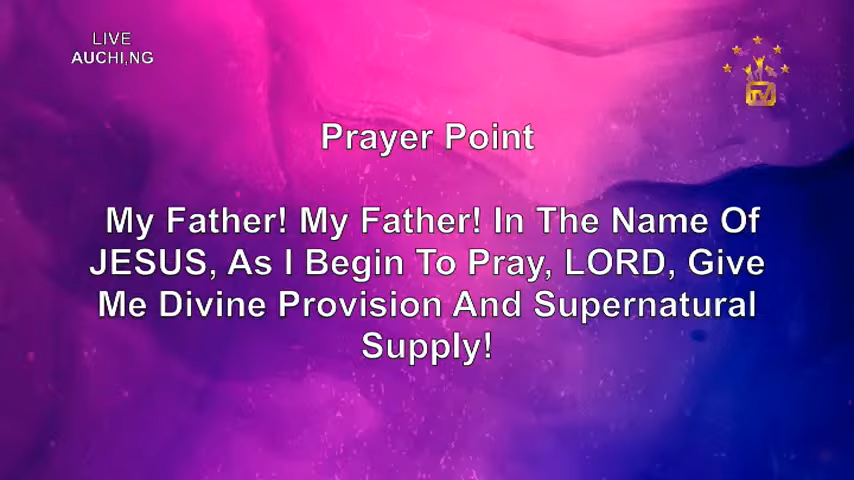 LIVE
AUCHI,NG
TV
Prayer Point
My Father! My Father! In The Name Of
JESUS, As I Begin To Pray, LORD, Give
Me Divine Provision And Supernatural
Supply!